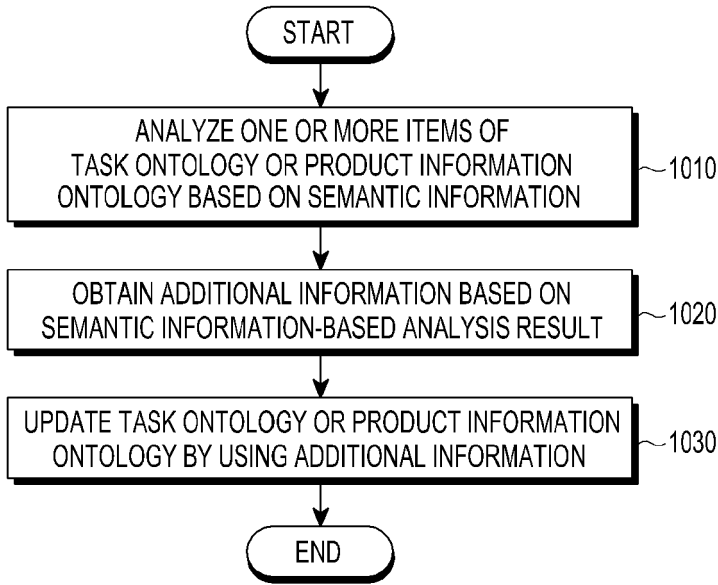 START
ANALYZE ONE OR MORE ITEMS OF
TASK ONTOLOGY OR PRODUCT INFORMATION
ONTOLOGY BASED ON SEMANTIC INFORMATION
1010
OBTAIN ADDITIONAL INFORMATION BASED ON
SEMANTIC INFORMATION-BASED ANALYSIS RESULT
1020
UPDATE TASK ONTOLOGY OR PRODUCT INFORMATION
ONTOLOGY BY USING ADDITIONAL INFORMATION
1030
END